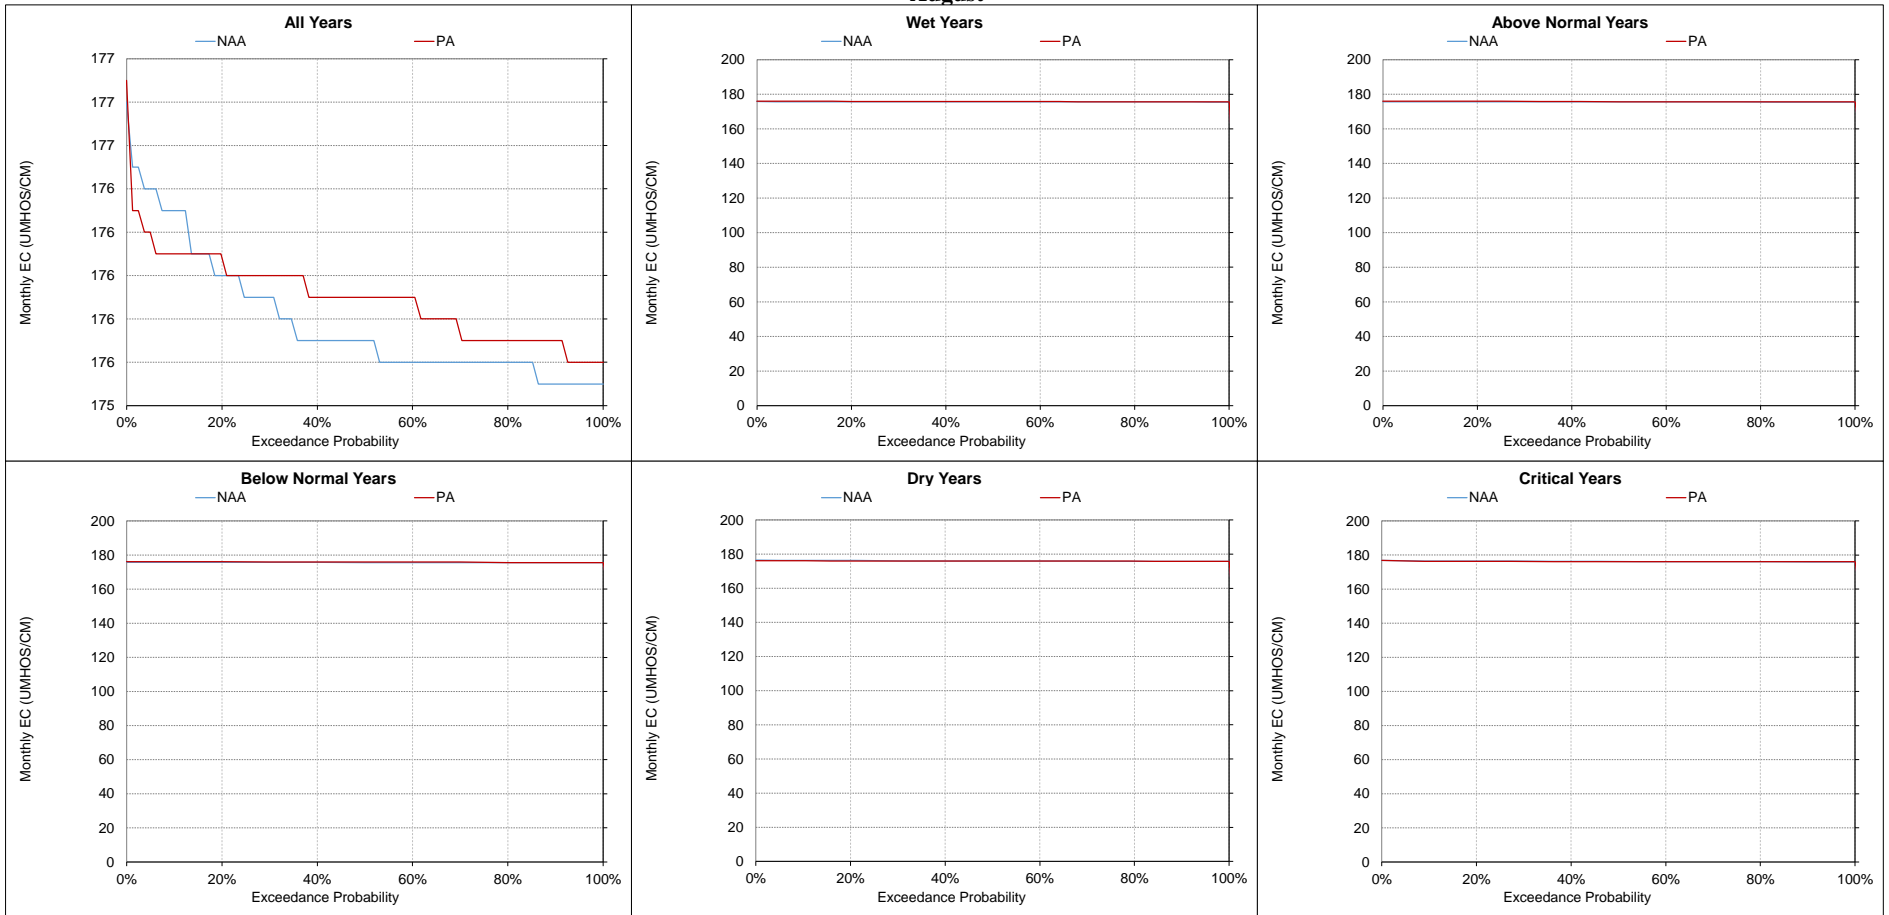 August
All Years
NAA PA
177
177
177
176
176
176
176
176
175
0% 20% 40% 60% 80% 100%
Exceedance Probability
Monthly EC (UMHOS/CM)
Wet Years
NAA PA
200
180
160
140
120
100
80
60
40
20
0
0% 20% 40% 60% 80% 100%
Exceedance Probability
Monthly EC (UMHOS/CM)
Above Normal Years
NAA PA
200
180
160
140
120
100
80
60
40
20
0
0% 20% 40% 60% 80% 100%
Exceedance Probability
Monthly EC (UMHOS/CM)
Below Normal Years
NAA PA
200
180
160
140
120
100
80
60
40
20
0
0% 20% 40% 60% 80% 100%
Exceedance Probability
Monthly EC (UMHOS/CM)
Dry Years
NAA PA
200
180
160
140
120
100
80
60
40
20
0
0% 20% 40% 60% 80% 100%
Exceedance Probability
Monthly EC (UMHOS/CM)
Critical Years
NAA PA
200
180
160
140
120
100
80
60
40
20
0
0% 20% 40% 60% 80% 100%
Exceedance Probability
Monthly EC (UMHOS/CM)